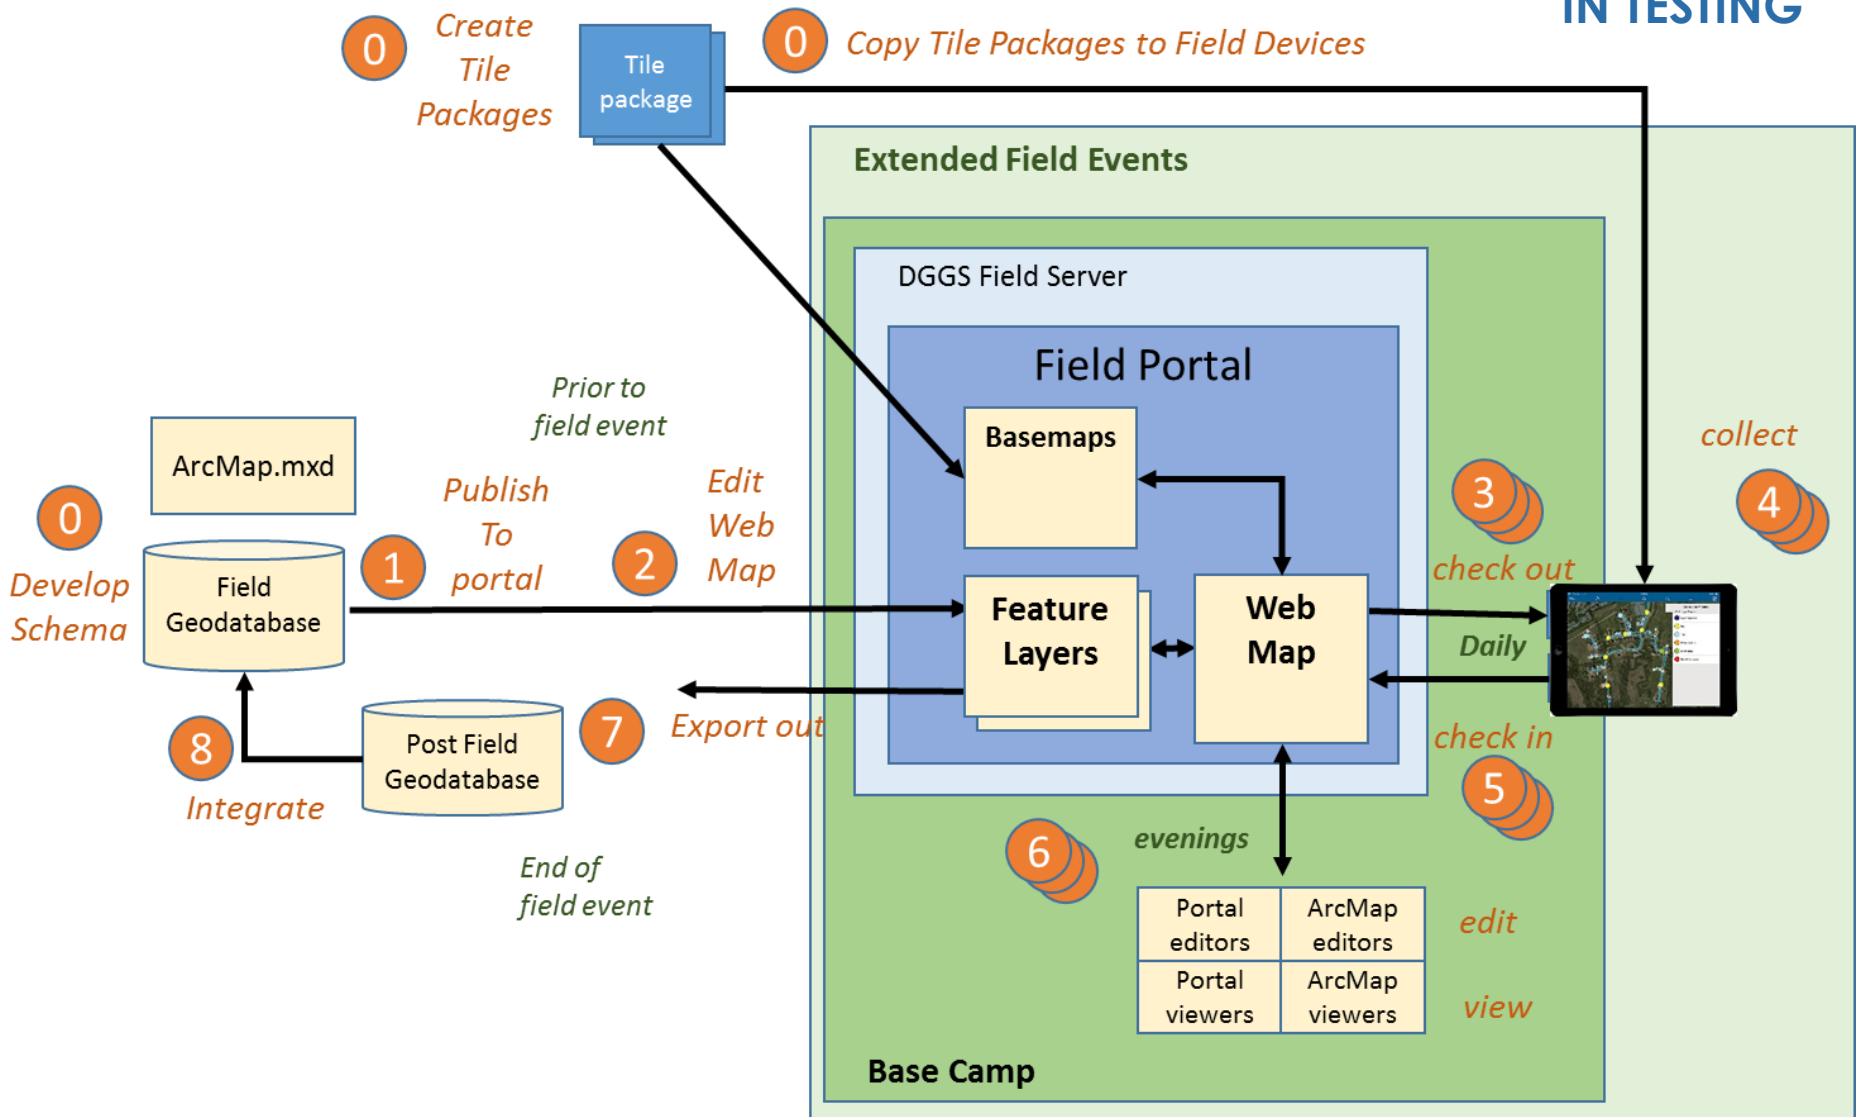 IN TESTING
0
Create
Tile
Packages
Tile
package
0
Copy Tile Packages to Field Devices
Extended Field Events
DGGS Field Server
Field Portal
Prior to
field event
ArcMap.mxd
0
Develop
Schema
Field
Geodatabase
1
Publish
To
portal
2
Edit
Web
Map
Basemaps
Feature
Layers
Web
Map
3
check out
Daily
collect
4
check in
5
8
Integrate
Post Field
Geodatabase
7
Export out
End of
field event
6
evenings
Portal
editors
ArcMap
editors
edit
Portal
viewers
ArcMap
viewers
view
Base Camp